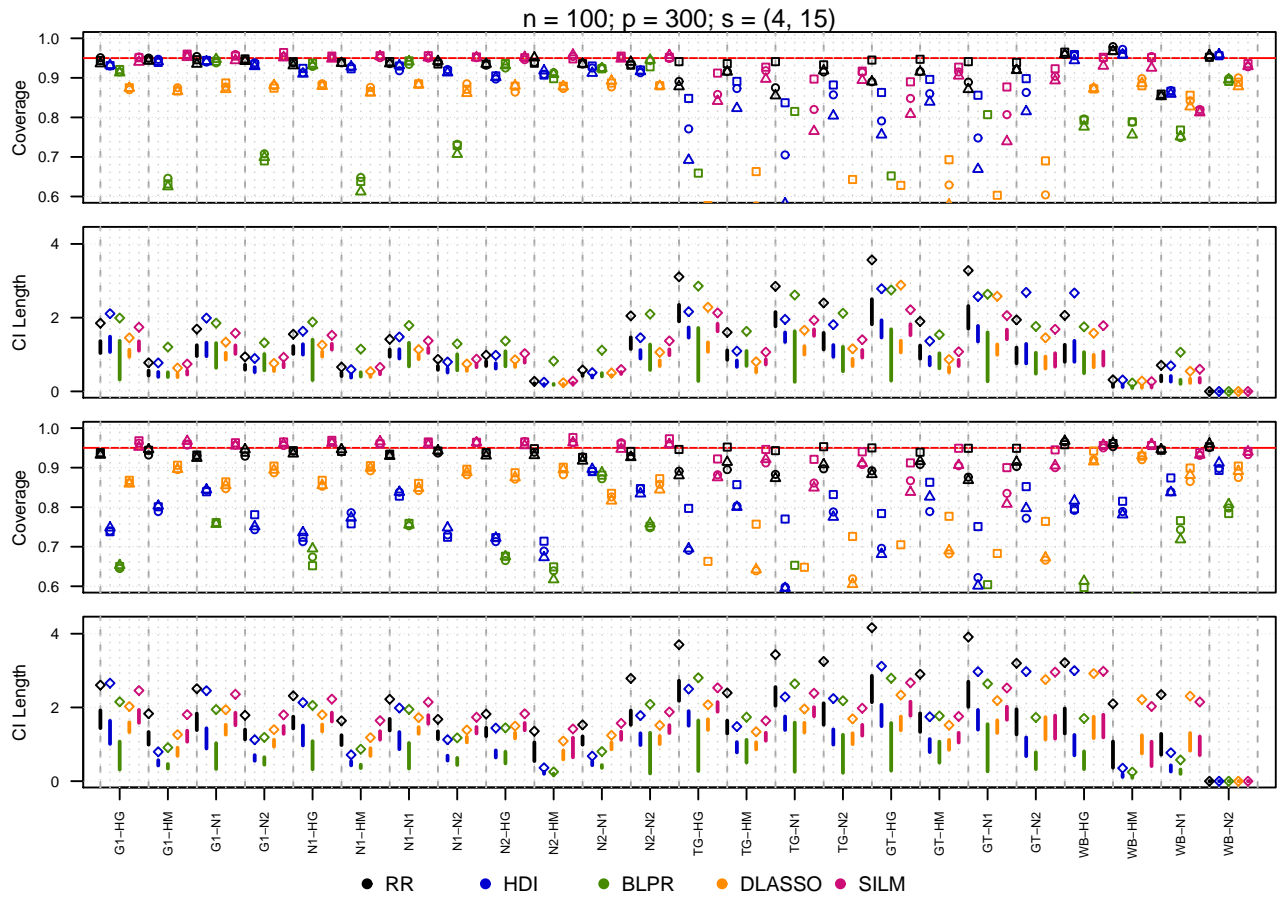 n = 100; p = 300; s = (4, 15)
Coverage
1.0
0.9
0.8
0.7
0.6
CI Length
4
2
0
Coverage
1.0
0.9
0.8
0.7
0.6
CI Length
4
2
0
G1−HG
G1−HM
G1−N1
G1−N2
N1−HG
N1−HM
N1−N1
N1−N2
N2−HG
N2−HM
N2−N1
N2−N2
TG−HG
TG−HM
TG−N1
TG−N2
GT−HG
GT−HM
GT−N1
GT−N2
WB−HG
WB−HM
WB−N1
WB−N2
RR HDI BLPR DLASSO SILM